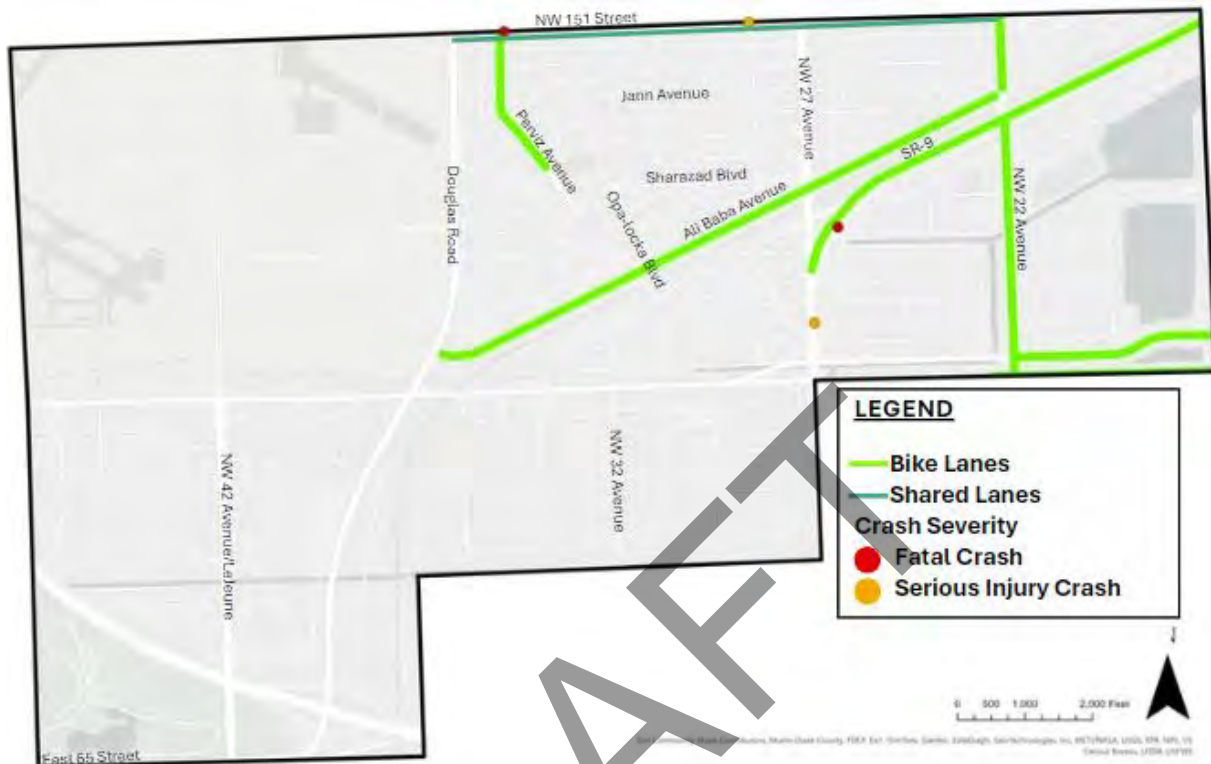 NW 151 Street
Jann Avenue
NW 27 Avenue
Perviz Avenue
SR-9
Sharazad Blvd
Douglas Road
Opa-locka Blvd
Ali Baba Avenue
NW 22 Avenue
LEGEND
Bike Lanes
Shared Lanes
Crash Severity
Fatal Crash
Serious Injury Crash
NW 32 Avenue
NW 42 Avenue/LeJeune
AFT
0 500 1,000 2,000 Feet
East 65 Street